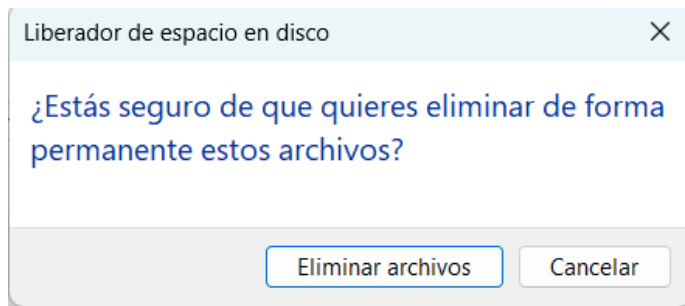 Liberador de espacio en disco
¿Estás seguro de que quieres eliminar de forma
permanente estos archivos?
Eliminar archivos
Cancelar